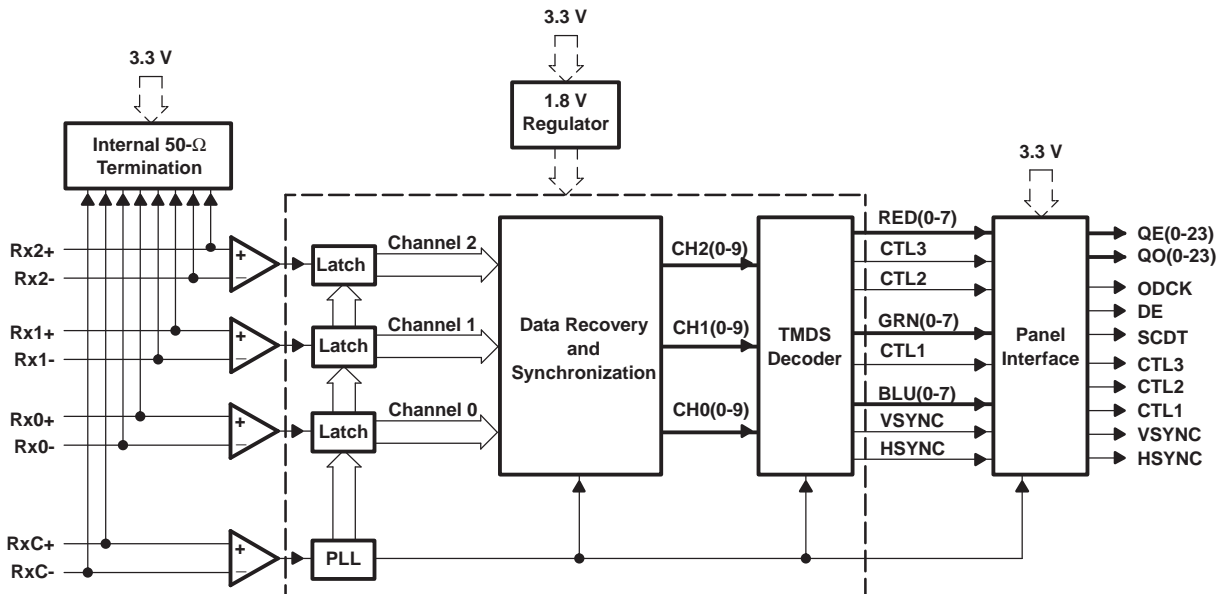 3.3 V
3.3 V
1.8 V
Regulator
Internal 50-Ω
Termination
3.3 V
Rx2+
Rx2-
Rx1+
Rx1-
Rx0+
Rx0-
RxC+
RxC-
+
−
+
−
+
−
+
−
Latch
Latch
Latch
PLL
Channel 2
Channel 1
Channel 0
Data Recovery
and
Synchronization
CH2(0-9)
CH1(0-9)
CH0(0-9)
TMDS
Decoder
RED(0-7)
CTL3
CTL2
GRN(0-7)
CTL1
BLU(0-7)
VSYNC
HSYNC
Panel
Interface
QE(0-23)
QO(0-23)
ODCK
DE
SCDT
CTL3
CTL2
CTL1
VSYNC
HSYNC